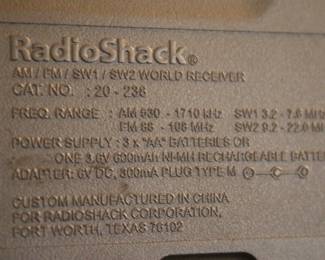 RadioShack®
AM / FM / SW1 / SW2 WORLD RECEIVER
CAT. NO. : 20 - 236
FREQ. RANGE : AM 530 - 1710 kHz SW1 3.2 - 7.6 MHz
FM 88 - 108 MHz SW2 9.2 - 22.0 MHz
POWER SUPPLY : 3 x "AA" BATTERIES OR
ONE 3.6V 600mAh NI-MH RECHARGEABLE BATTE
ADAPTER: 6V DC, 300mA PLUG TYPE M
CUSTOM MANUFACTURED IN CHINA
FOR RADIOSHACK CORPORATION,
FORT WORTH, TEXAS 76102